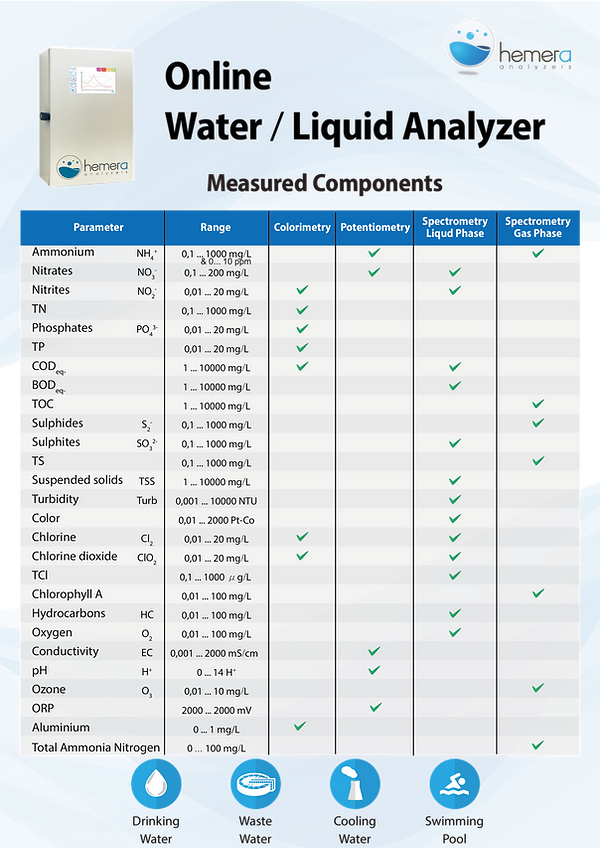 hemera
analyzers
Online
Water / Liquid Analyzer
hemera
analyzers
Measured Components
Parameter Range Colorimetry Potentiometry Spectrometry Liqud Phase Spectrometry Gas Phase
Ammonium NH₄⁺ 0,1 ... 1000 mg/L ✓ ✓
& 0... 10 ppm
Nitrates NO₃⁻ 0,1 ... 200 mg/L ✓ ✓
Nitrites NO₂⁻ 0,01 ... 20 mg/L ✓ ✓
TN 0,1 ... 1000 mg/L ✓
Phosphates PO₄³⁻ 0,01 ... 20 mg/L ✓
TP 0,01 ... 20 mg/L ✓
CODeq. 1 ... 10000 mg/L ✓ ✓
BODeq. 1 ... 10000 mg/L ✓
TOC 1 ... 10000 mg/L ✓
Sulphides S₂⁻ 0,1 ... 1000 mg/L ✓
Sulphites SO₃²⁻ 0,1 ... 1000 mg/L ✓
TS 0,1 ... 1000 mg/L ✓
Suspended solids TSS 1 ... 10000 mg/L ✓
Turbidity Turb 0,001 ... 10000 NTU ✓
Color 0,01 ... 2000 Pt-Co ✓
Chlorine Cl₂ 0,01 ... 20 mg/L ✓ ✓
Chlorine dioxide ClO₂ 0,01 ... 20 mg/L ✓ ✓
TCl 0,1 ... 1000 μg/L ✓
Chlorophyll A 0,01 ... 100 mg/L ✓
Hydrocarbons HC 0,01 ... 100 mg/L ✓
Oxygen O₂ 0,01 ... 100 mg/L ✓
Conductivity EC 0,001 ... 2000 mS/cm ✓
pH H⁺ 0 ... 14 H⁺ ✓
Ozone O₃ 0,01 ... 10 mg/L ✓
ORP 2000 ... 2000 mV ✓
Aluminium 0 ... 1 mg/L ✓
Total Ammonia Nitrogen 0 ... 100 mg/L ✓
Drinking Water
Waste Water
Cooling Water
Swimming Pool